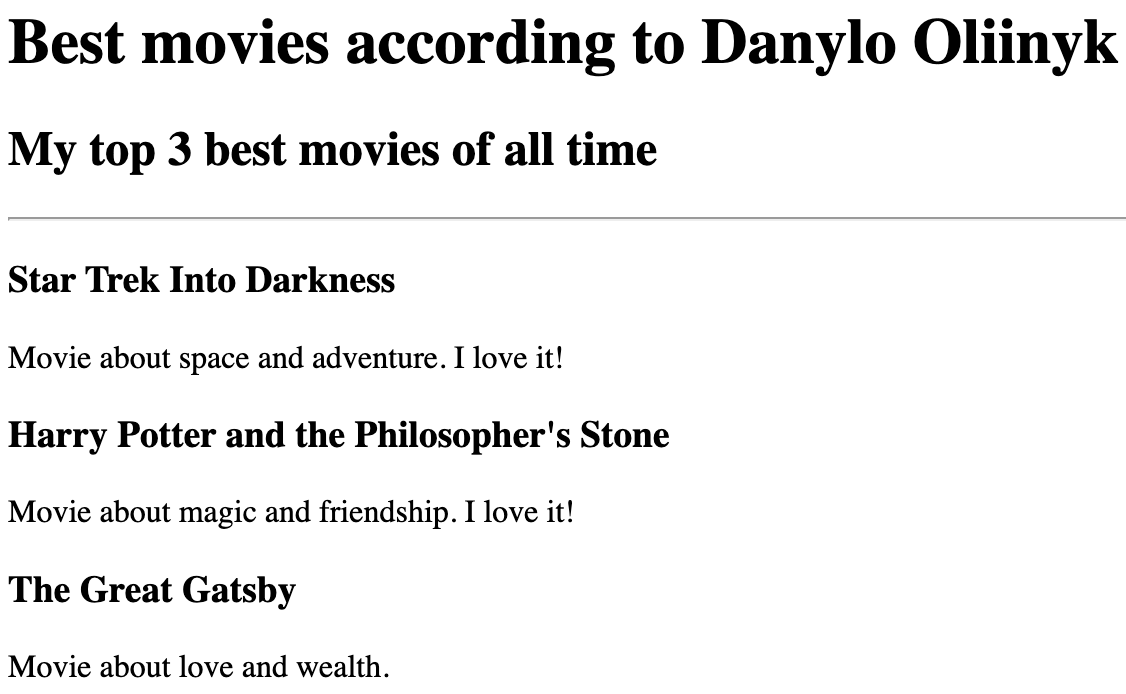 Best movies according to Danylo Oliinyk
My top 3 best movies of all time
Star Trek Into Darkness
Movie about space and adventure. I love it!
Harry Potter and the Philosopher's Stone
Movie about magic and friendship. I love it!
The Great Gatsby
Movie about love and wealth.